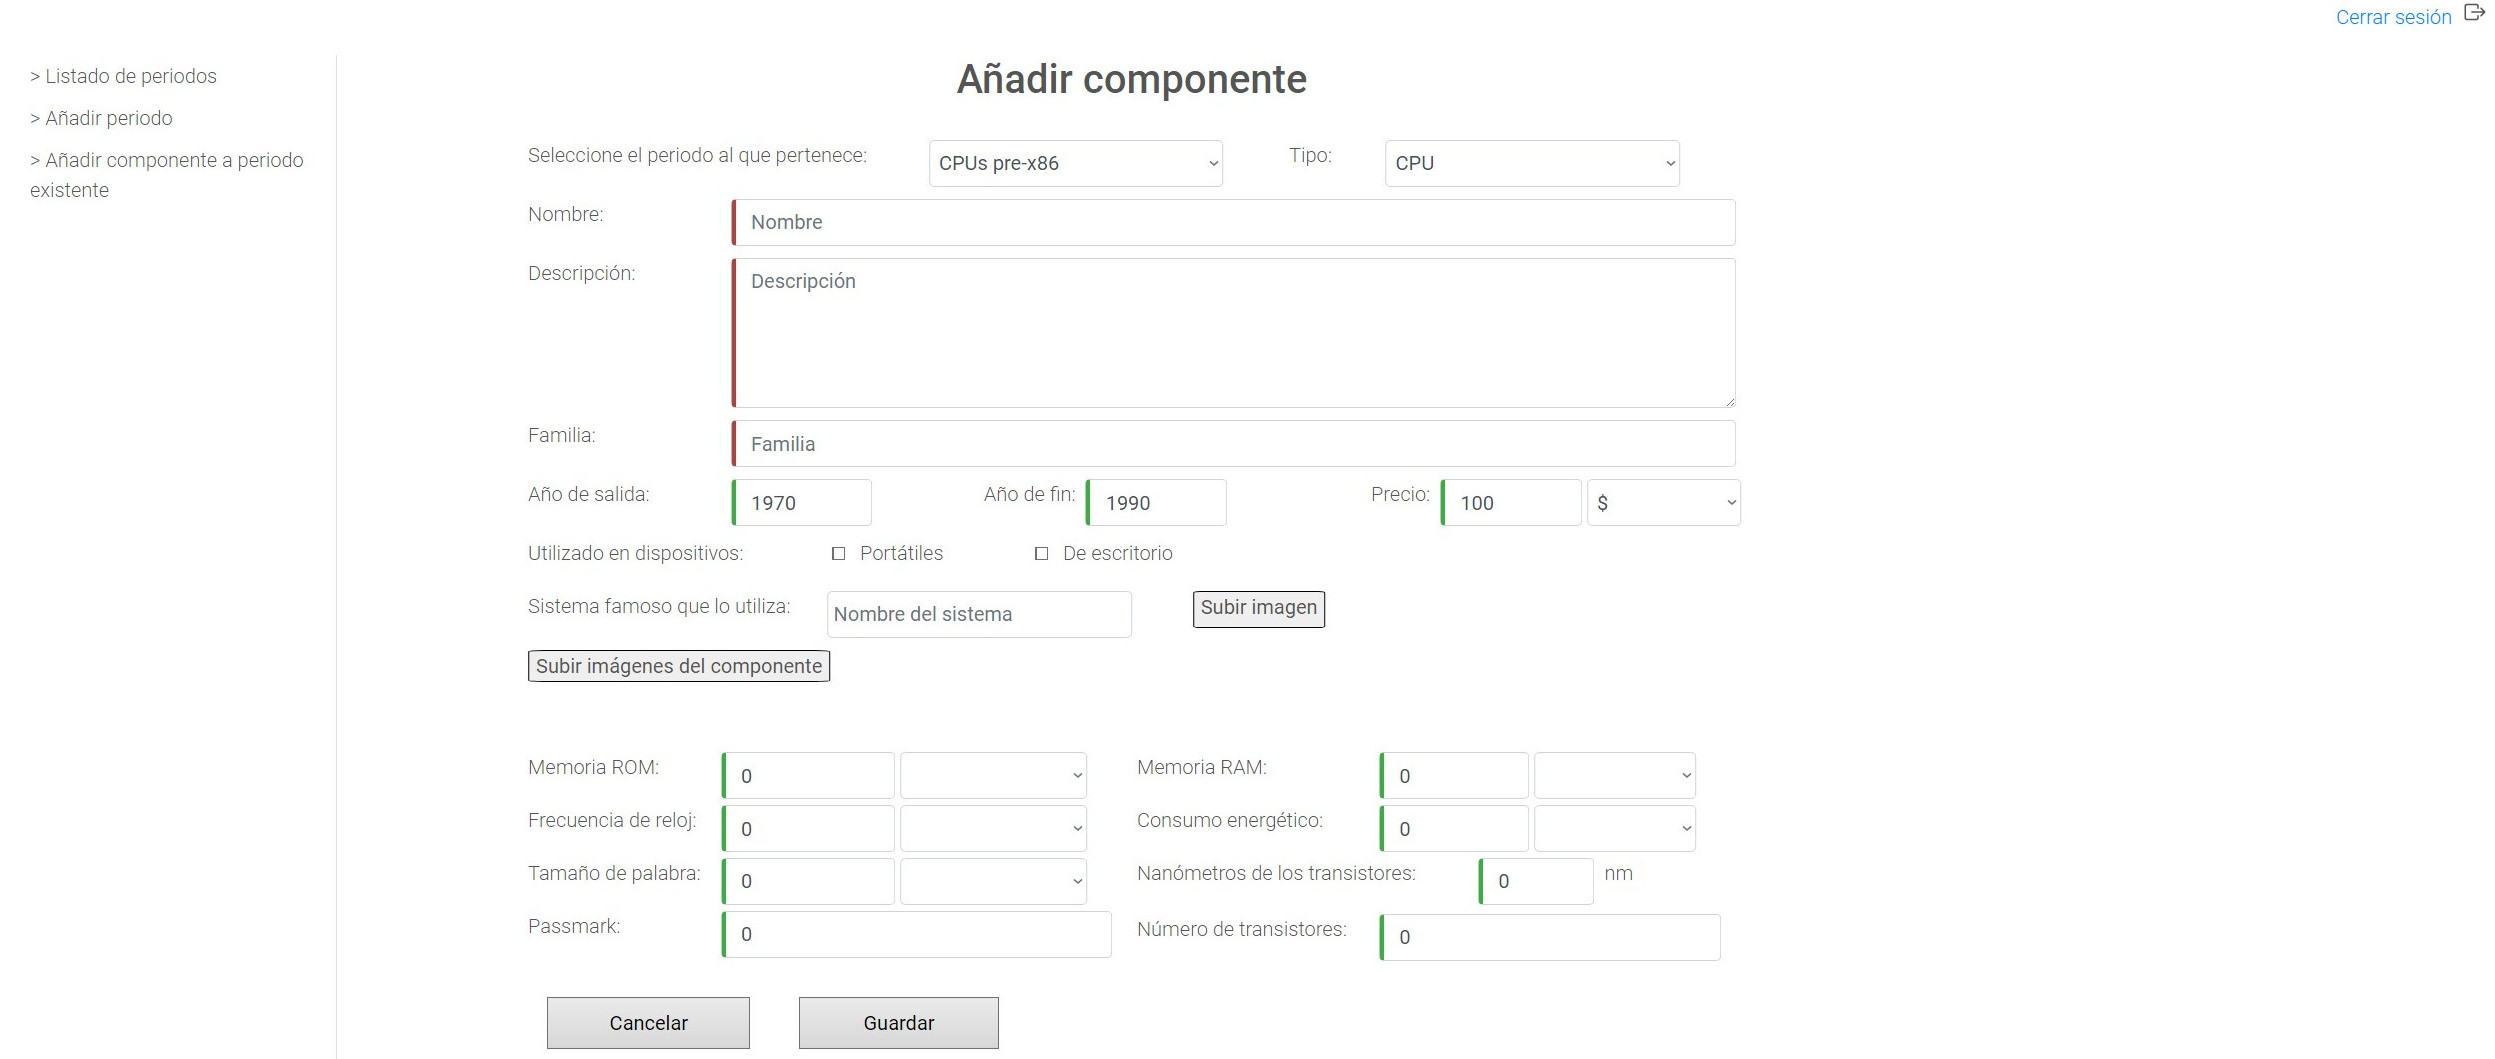 Cerrar sesión
> Listado de periodos
> Añadir periodo
> Añadir componente a periodo
existente
Añadir componente
Seleccione el periodo al que pertenece: CPUs pre-x86 Tipo: CPU
Nombre: Nombre
Descripción: Descripción
Familia: Familia
Año de salida: 1970 Año de fin: 1990 Precio: 100 $
Utilizado en dispositivos: Portátiles De escritorio
Sistema famoso que lo utiliza: Nombre del sistema Subir imagen
Subir imágenes del componente
Memoria ROM: 0 Memoria RAM: 0
Frecuencia de reloj: 0 Consumo energético: 0
Tamaño de palabra: 0 Nanómetros de los transistores: 0 nm
Passmark: 0 Número de transistores: 0
Cancelar Guardar